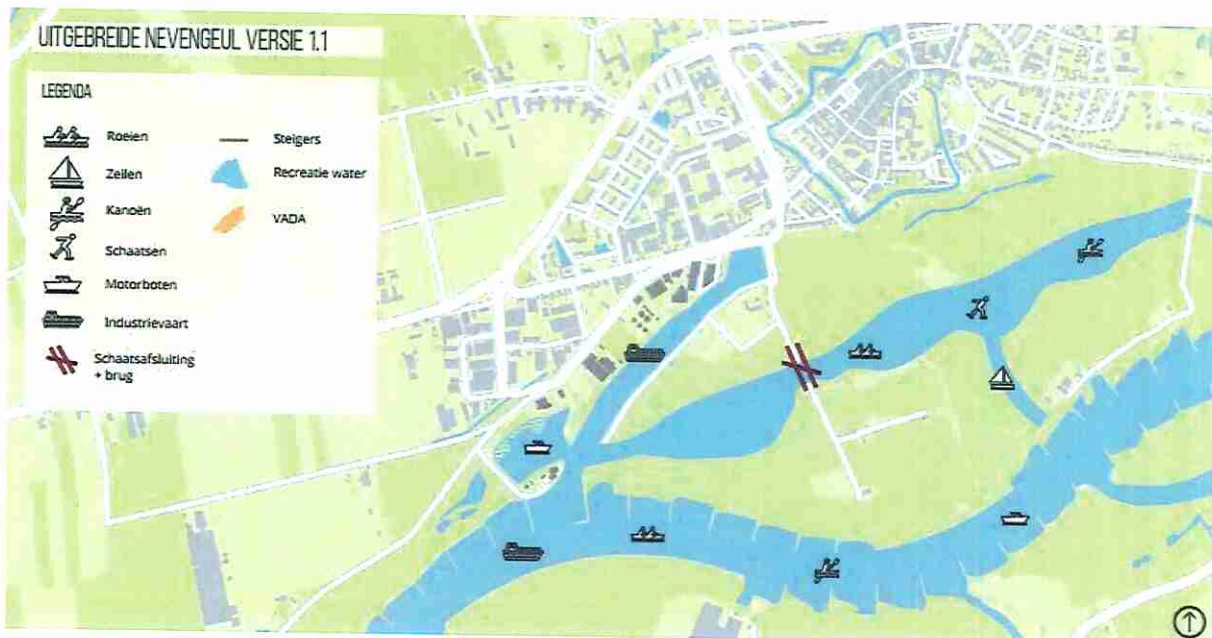 UITGEBREIDE NEVENGEUL VERSIE 1.1
LEGENDA
Roeien
Zeilen
Kanoën
Schaatsen
Motorboten
Industrievaart
Schaatsafsluiting
+ brug
Steigers
Recreatie water
VADA